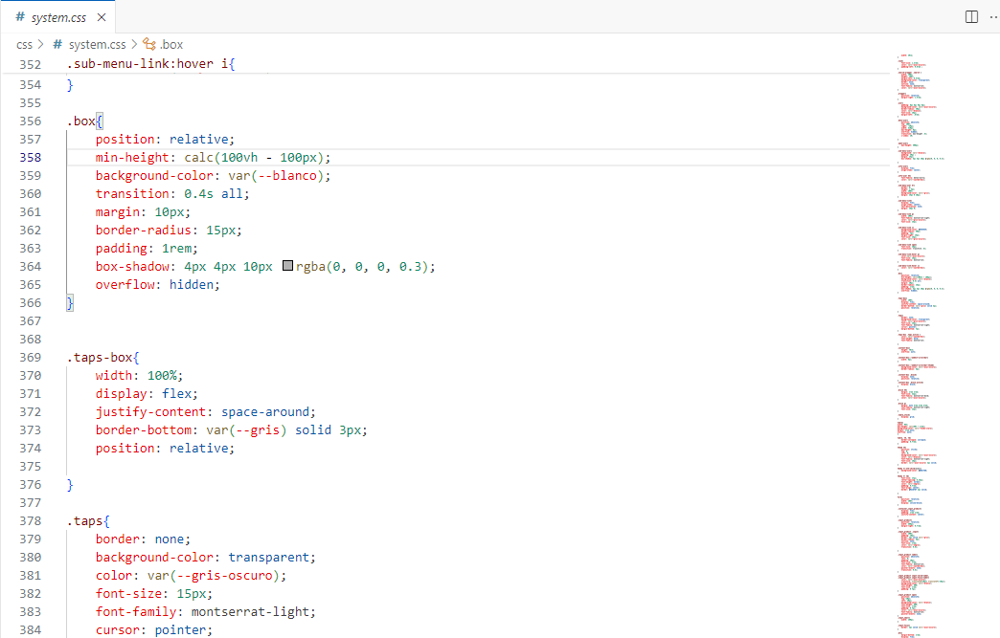 # system.css ×
css > # system.css > .box
352 .sub-menu-link:hover i{
354 }
355
356 .box{
357 position: relative;
358 min-height: calc(100vh - 100px);
359 background-color: var(--blanco);
360 transition: 0.4s all;
361 margin: 10px;
362 border-radius: 15px;
363 padding: 1rem;
364 box-shadow: 4px 4px 10px rgba(0, 0, 0, 0.3);
365 overflow: hidden;
366 }
367
368
369 .taps-box{
370 width: 100%;
371 display: flex;
372 justify-content: space-around;
373 border-bottom: var(--gris) solid 3px;
374 position: relative;
375
376 }
377
378 .taps{
379 border: none;
380 background-color: transparent;
381 color: var(--gris-oscuro);
382 font-size: 15px;
383 font-family: montserrat-light;
384 cursor: pointer;